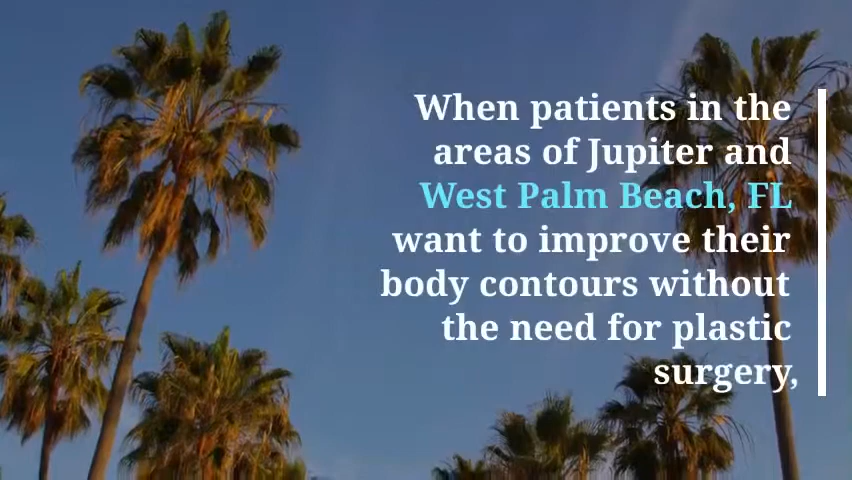 When patients in the
areas of Jupiter and
West Palm Beach, FL
want to improve their
body contours without
the need for plastic
surgery,